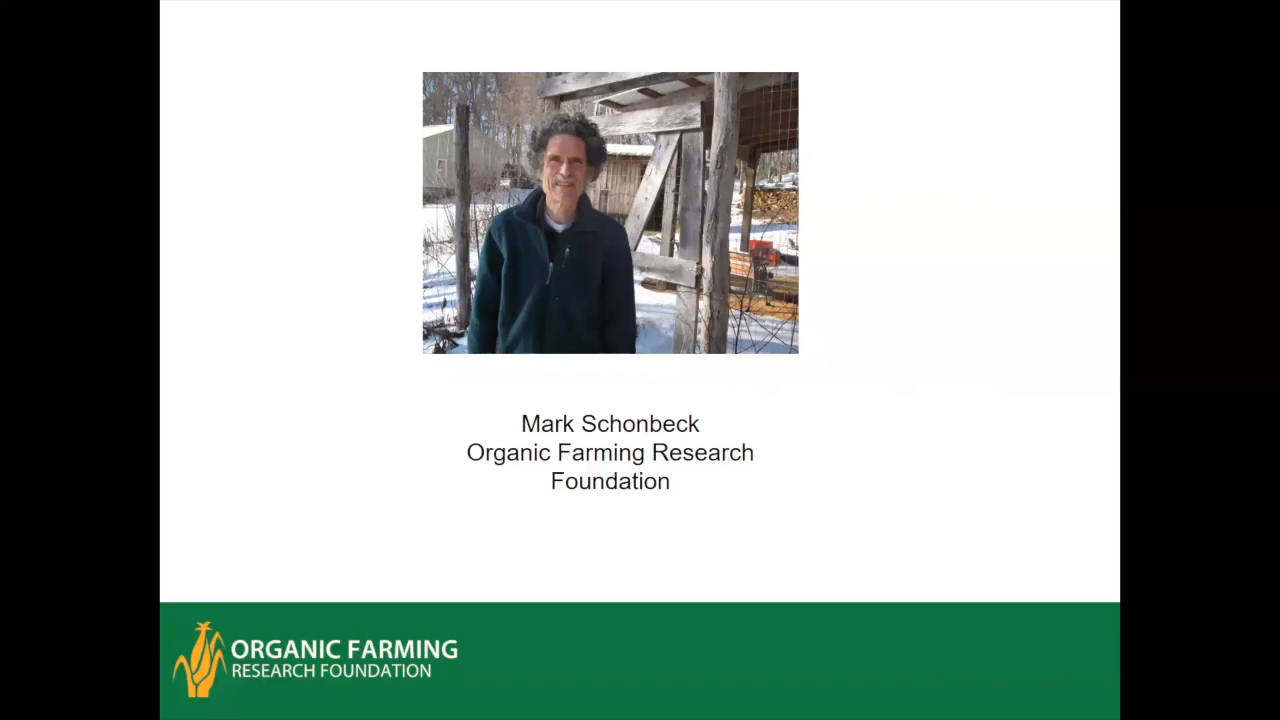 Mark Schonbeck
Organic Farming Research
Foundation
ORGANIC FARMING
RESEARCH FOUNDATION